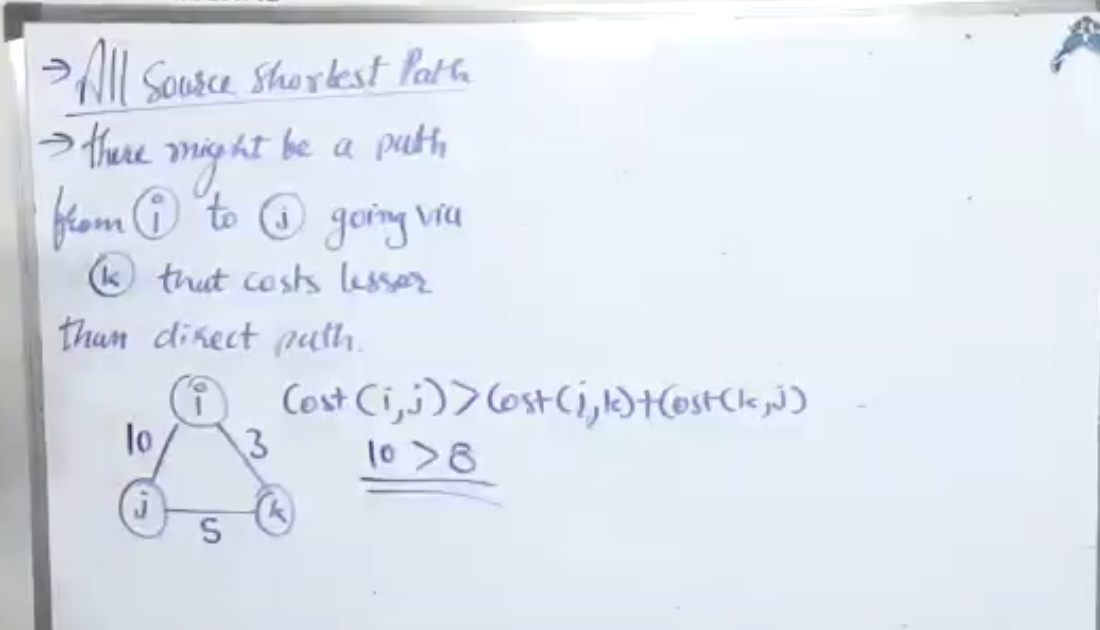 → All Source Shortest Path
→ there might be a path
from i to j going via
k that costs lesser
than direct path.
i Cost (i,j) > Cost(j,k)+Cost(k,j)
10 3 10 > 8
j 5 k